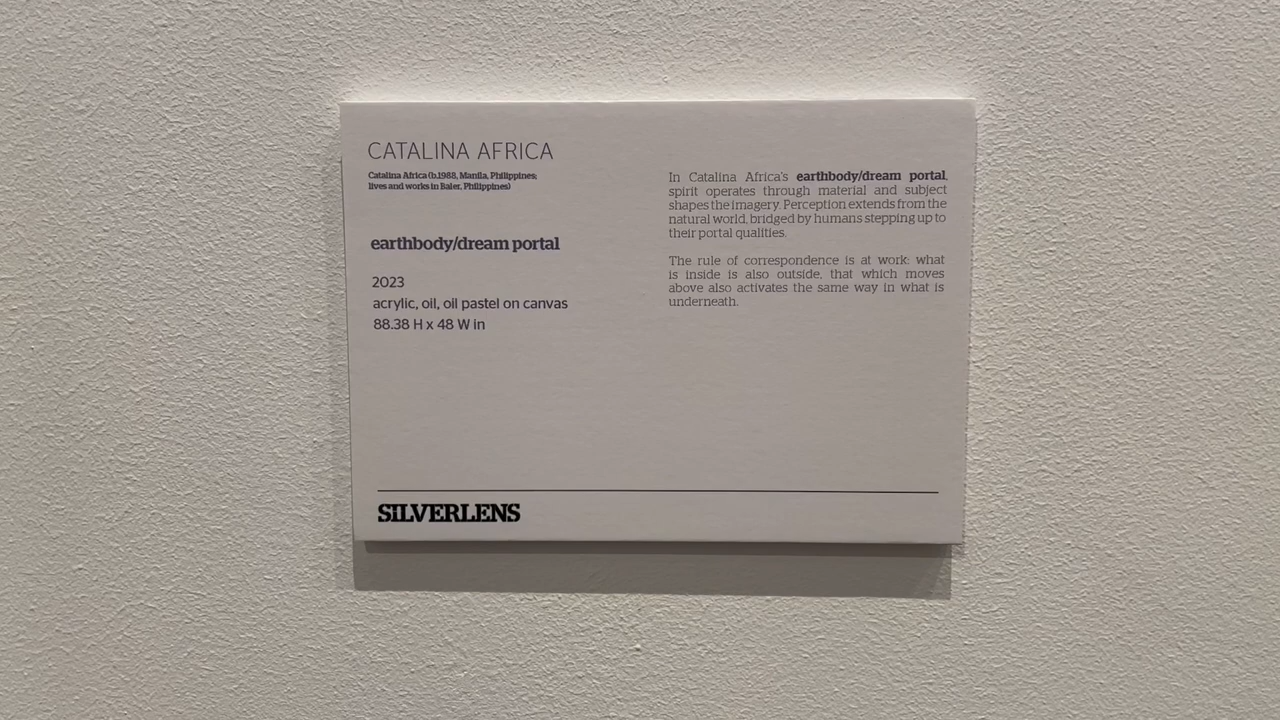 CATALINA AFRICA
Catalina Africa (b.1988, Manila, Philippines;
lives and works in Baler, Philippines)
earthbody/dream portal
2023
acrylic, oil, oil pastel on canvas
88.38 H x 48 W in
In Catalina Africa's earthbody/dream portal,
spirit operates through material and subject
shapes the imagery. Perception extends from the
natural world, bridged by humans stepping up to
their portal qualities.
The rule of correspondence is at work: what
is inside is also outside, that which moves
above also activates the same way in what is
underneath.
SILVERLENS